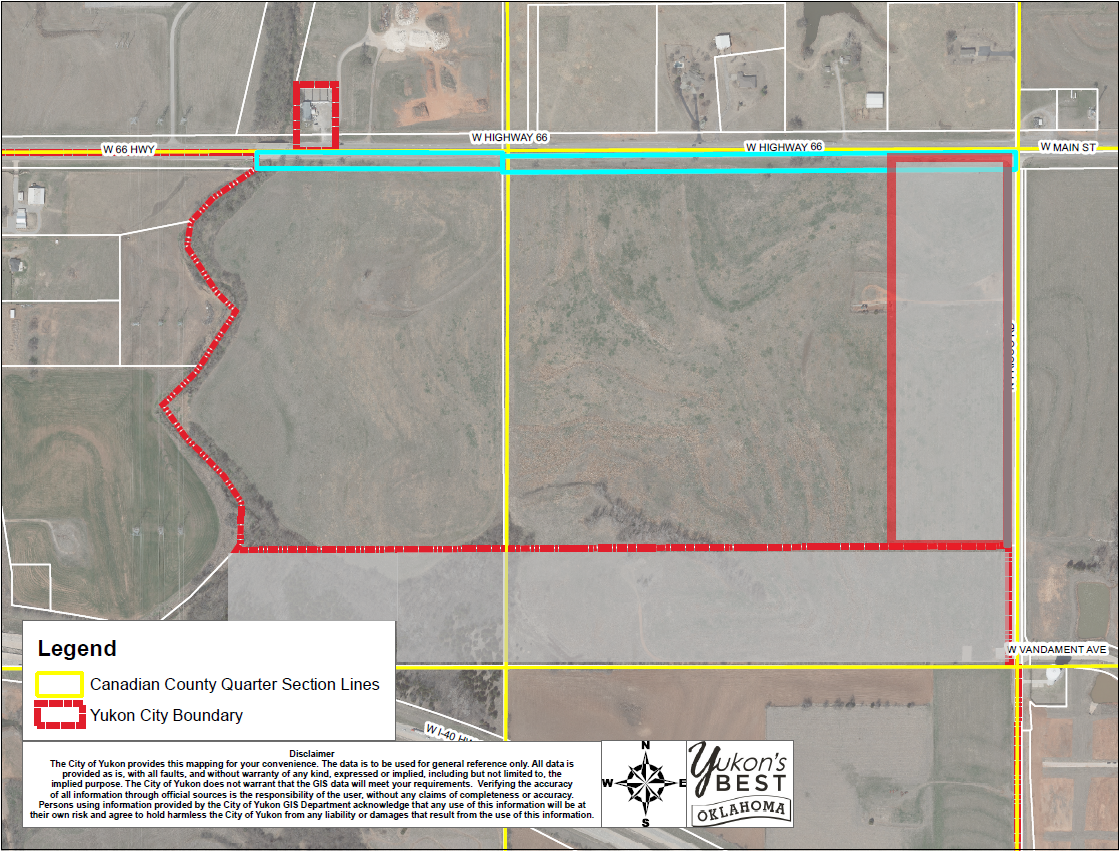 W HIGHWAY 66
W 66 HWY
W HIGHWAY 66
W MAIN ST
W VANDAMENT AVE
Legend
Canadian County Quarter Section Lines
Yukon City Boundary
W I-40
Disclaimer
The City of Yukon provides this mapping for your convenience. The data is to be used for general reference only. All data is
provided as is, with all faults, and without warranty of any kind, expressed or implied, including but not limited to, the
implied purpose. The City of Yukon does not warrant that the GIS data will meet your requirements. Verifying the accuracy
of all information through official sources is the responsibility of the user, without any claims of completeness or accuracy.
Persons using information provided by the City of Yukon GIS Department acknowledge that any use of this information will be at
their own risk and agree to hold harmless the City of Yukon from any liability or damages that result from the use of this information.
N
W E
S
Yukon's
BEST
OKLAHOMA